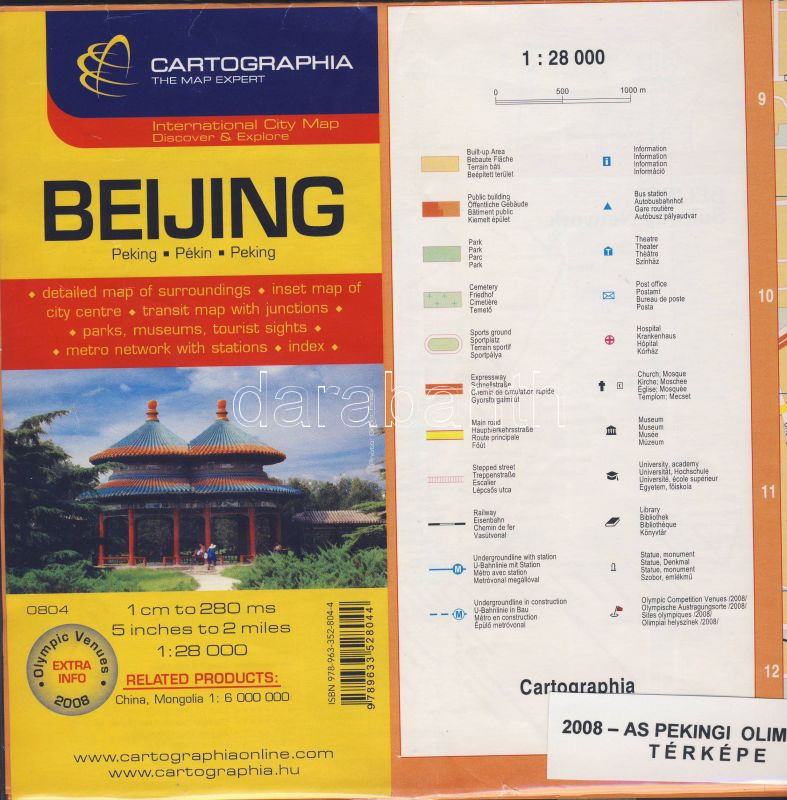 CARTOGRAPHIA
THE MAP EXPERT
International City Map
Discover & Explore
BEIJING
Peking ▪ Pékin ▪ Peking
⬥ detailed map of surroundings ⬥ inset map of
city centre ⬥ transit map with junctions ⬥
⬥ parks, museums, tourist sights ⬥
⬥ metro network with stations ⬥ index ⬥
0804
1 cm to 280 ms
5 inches to 2 miles
1:28 000
Olympic Venues
EXTRA
INFO
2008
RELATED PRODUCTS:
China, Mongolia 1: 6 000 000
ISBN 978-963-352-804-4
9789633528044
www.cartographiaonline.com
www.cartographia.hu
1 : 28 000
0 500 1000 m
Built-up Area
Bebaute Fläche
Terrain bâti
Beépített terület
Public building
Öffentliche Gebäude
Bâtiment public
Kiemelt épület
Park
Park
Parc
Park
Cemetery
Friedhof
Cimetière
Temető
Sports ground
Sportplatz
Terrain sportif
Sportpálya
Expressway
Schnellstraße
Chemin de circulation rapide
Gyorsforgalmi út
Main road
Hauptverkehrsstraße
Route principale
Főút
Stepped street
Treppenstraße
Escalier
Lépcsős utca
Railway
Eisenbahn
Chemin de fer
Vasútvonal
M
Undergroundline with station
U-Bahnlinie mit Station
Métro avec station
Metróvonal megállóval
M
Undergroundline in construction
U-Bahnlinie in Bau
Métro en construction
Épülő metróvonal
i
Information
Information
Information
Információ
Bus station
Autobusbahnhof
Gare routière
Autóbusz pályaudvar
T
Theatre
Theater
Théâtre
Színház
Post office
Postamt
Bureau de poste
Posta
Hospital
Krankenhaus
Hôpital
Kórház
Church; Mosque
Kirche; Moschee
Église; Mosquée
Templom; Mecset
Museum
Museum
Musée
Múzeum
University, academy
Universität, Hochschule
Université, école supérieur
Egyetem, főiskola
Library
Bibliothek
Bibliothèque
Könyvtár
Statue, monument
Statue, Denkmal
Statue, monument
Szobor, emlékmű
Olympic Competition Venues /2008/
Olympische Austragungsorte /2008/
Sites olympiques /2008/
Olimpiai helyszínek /2008/
Cartographia
9
10
11
12
2008 – AS PEKINGI OLIM
TÉRKÉPE
darabanth